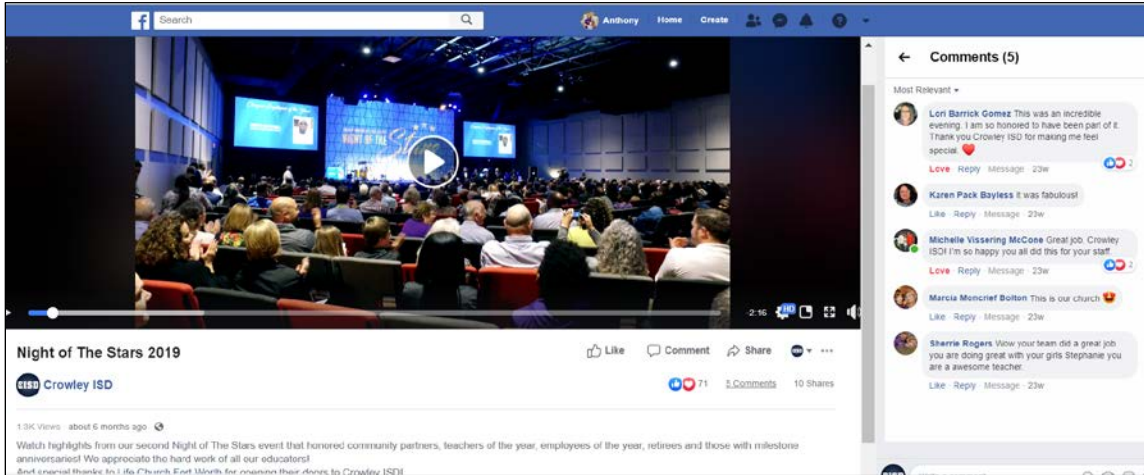 Search
Anthony Home Create
Comments (5)
Most Relevant
Lori Barrick Gomez This was an incredible
evening. I am so honored to have been part of it.
Thank you Crowley ISD for making me feel
special.
2
Love · Reply · Message · 23w
Karen Pack Bayless It was fabulous!
Like · Reply · Message · 23w
Michelle Vissering McCone Great job, Crowley
ISD! I'm so happy you all did this for your staff.
2
Love · Reply · Message · 23w
Marcia Moncrief Bolton This is our church
Like · Reply · Message · 23w
Sherrie Rogers Wow your team did a great job
you are doing great with your girls Stephanie you
are a awesome teacher.
Like · Reply · Message · 23w
NIGHT OF THE
-2:16 HD
Night of The Stars 2019
Like Comment Share
CISD Crowley ISD
71 5 Comments 10 Shares
1.3K Views about 6 months ago
Watch highlights from our second Night of The Stars event that honored community partners, teachers of the year, employees of the year, retirees and those with milestone
anniversaries! We appreciate the hard work of all our educators!
And special thanks to Life Church Fort Worth for opening their doors to Crowley ISD!